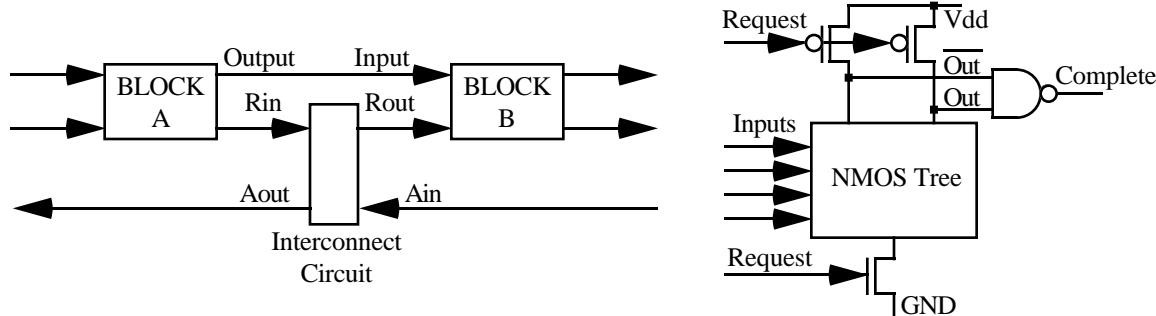 Output
Input
BLOCK
A
BLOCK
B
Rin
Rout
Aout
Ain
Interconnect
Circuit
Request
Vdd
Out
Complete
Out
Inputs
NMOS Tree
Request
GND